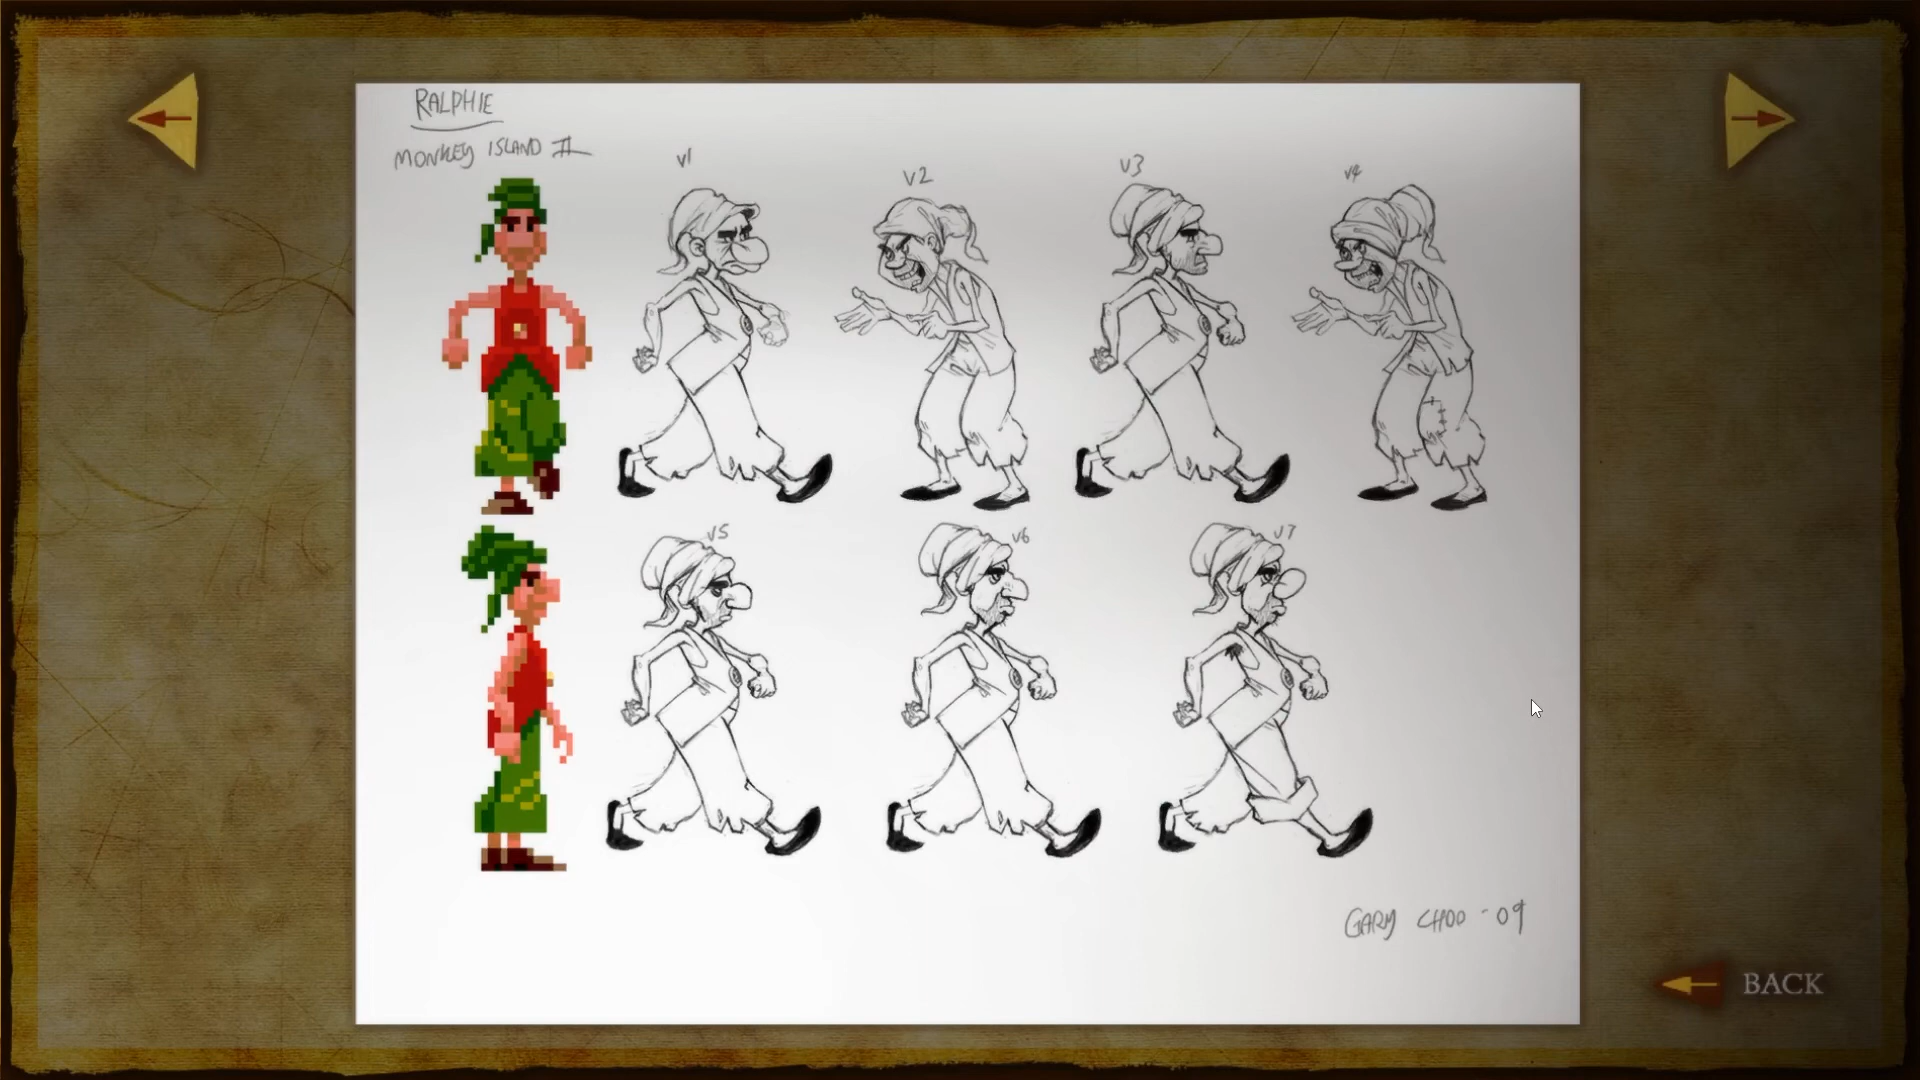 RALPHIE
MONKEY ISLAND II
V1
V2
V3
V4
V5
V6
V7
GARY CHOO - 09
BACK